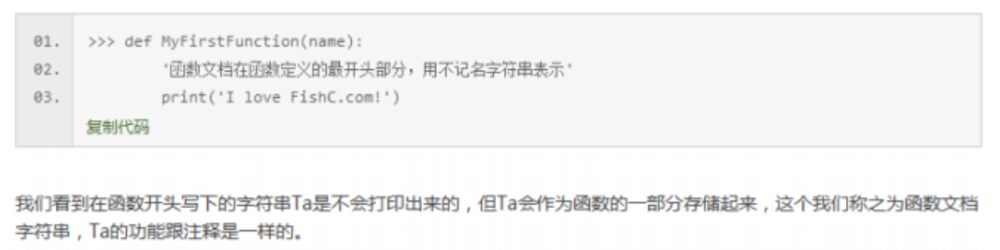 01. >>> def MyFirstFunction(name):
02. '函数文档在函数定义的最开头部分，用不记名字符串表示'
03. print('I love FishC.com!')
复制代码
我们看到在函数开头写下的字符串Ta是不会打印出来的，但Ta会作为函数的一部分存储起来，这个我们称之为函数文档
字符串，Ta的功能跟注释是一样的。